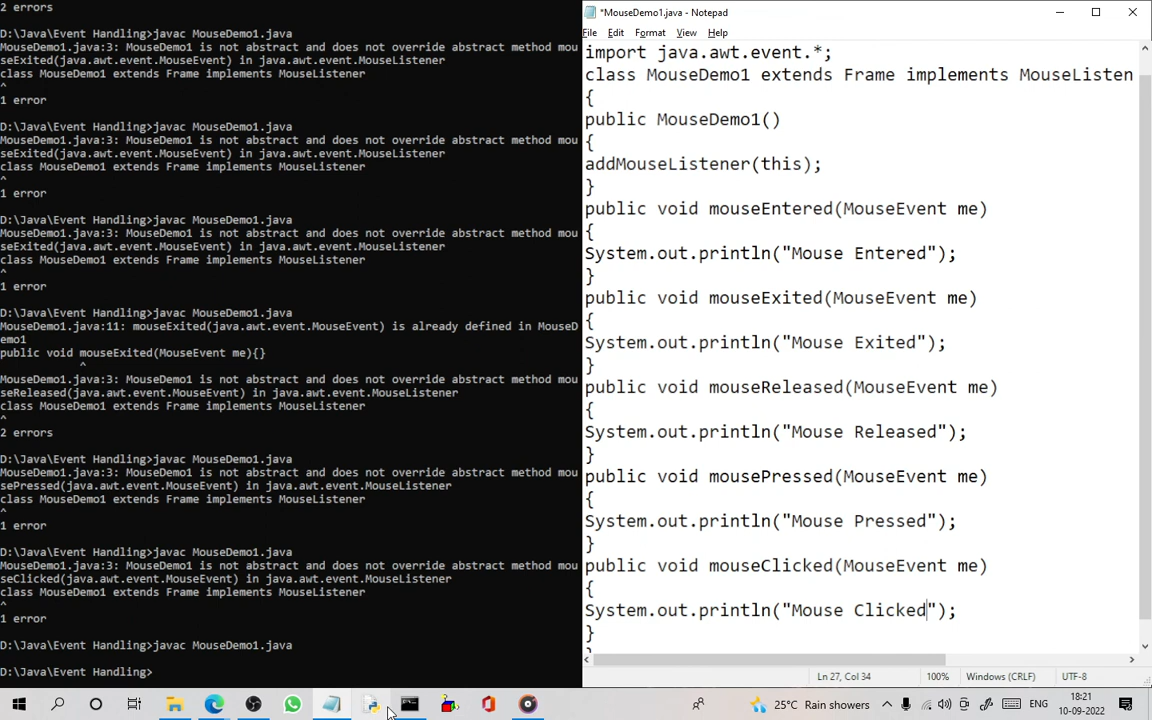 2 errors
D:\Java\Event Handling>javac MouseDemo1.java
MouseDemo1.java:3: MouseDemo1 is not abstract and does not override abstract method mou
seExited(java.awt.event.MouseEvent) in java.awt.event.MouseListener
class MouseDemo1 extends Frame implements MouseListener
^
1 error
D:\Java\Event Handling>javac MouseDemo1.java
MouseDemo1.java:3: MouseDemo1 is not abstract and does not override abstract method mou
seExited(java.awt.event.MouseEvent) in java.awt.event.MouseListener
class MouseDemo1 extends Frame implements MouseListener
^
1 error
D:\Java\Event Handling>javac MouseDemo1.java
MouseDemo1.java:3: MouseDemo1 is not abstract and does not override abstract method mou
seExited(java.awt.event.MouseEvent) in java.awt.event.MouseListener
class MouseDemo1 extends Frame implements MouseListener
^
1 error
D:\Java\Event Handling>javac MouseDemo1.java
MouseDemo1.java:11: mouseExited(java.awt.event.MouseEvent) is already defined in MouseD
emo1
public void mouseExited(MouseEvent me){}
^
MouseDemo1.java:3: MouseDemo1 is not abstract and does not override abstract method mou
seReleased(java.awt.event.MouseEvent) in java.awt.event.MouseListener
class MouseDemo1 extends Frame implements MouseListener
^
2 errors
D:\Java\Event Handling>javac MouseDemo1.java
MouseDemo1.java:3: MouseDemo1 is not abstract and does not override abstract method mou
sePressed(java.awt.event.MouseEvent) in java.awt.event.MouseListener
class MouseDemo1 extends Frame implements MouseListener
^
1 error
D:\Java\Event Handling>javac MouseDemo1.java
MouseDemo1.java:3: MouseDemo1 is not abstract and does not override abstract method mou
seClicked(java.awt.event.MouseEvent) in java.awt.event.MouseListener
class MouseDemo1 extends Frame implements MouseListener
^
1 error
D:\Java\Event Handling>javac MouseDemo1.java
D:\Java\Event Handling>
*MouseDemo1.java - Notepad
File Edit Format View Help
import java.awt.event.*;
class MouseDemo1 extends Frame implements MouseListen
{
public MouseDemo1()
{
addMouseListener(this);
}
public void mouseEntered(MouseEvent me)
{
System.out.println("Mouse Entered");
}
public void mouseExited(MouseEvent me)
{
System.out.println("Mouse Exited");
}
public void mouseReleased(MouseEvent me)
{
System.out.println("Mouse Released");
}
public void mousePressed(MouseEvent me)
{
System.out.println("Mouse Pressed");
}
public void mouseClicked(MouseEvent me)
{
System.out.println("Mouse Clicked");
}
Ln 27, Col 34 100% Windows (CRLF) UTF-8
25°C Rain showers ENG 18:21
10-09-2022